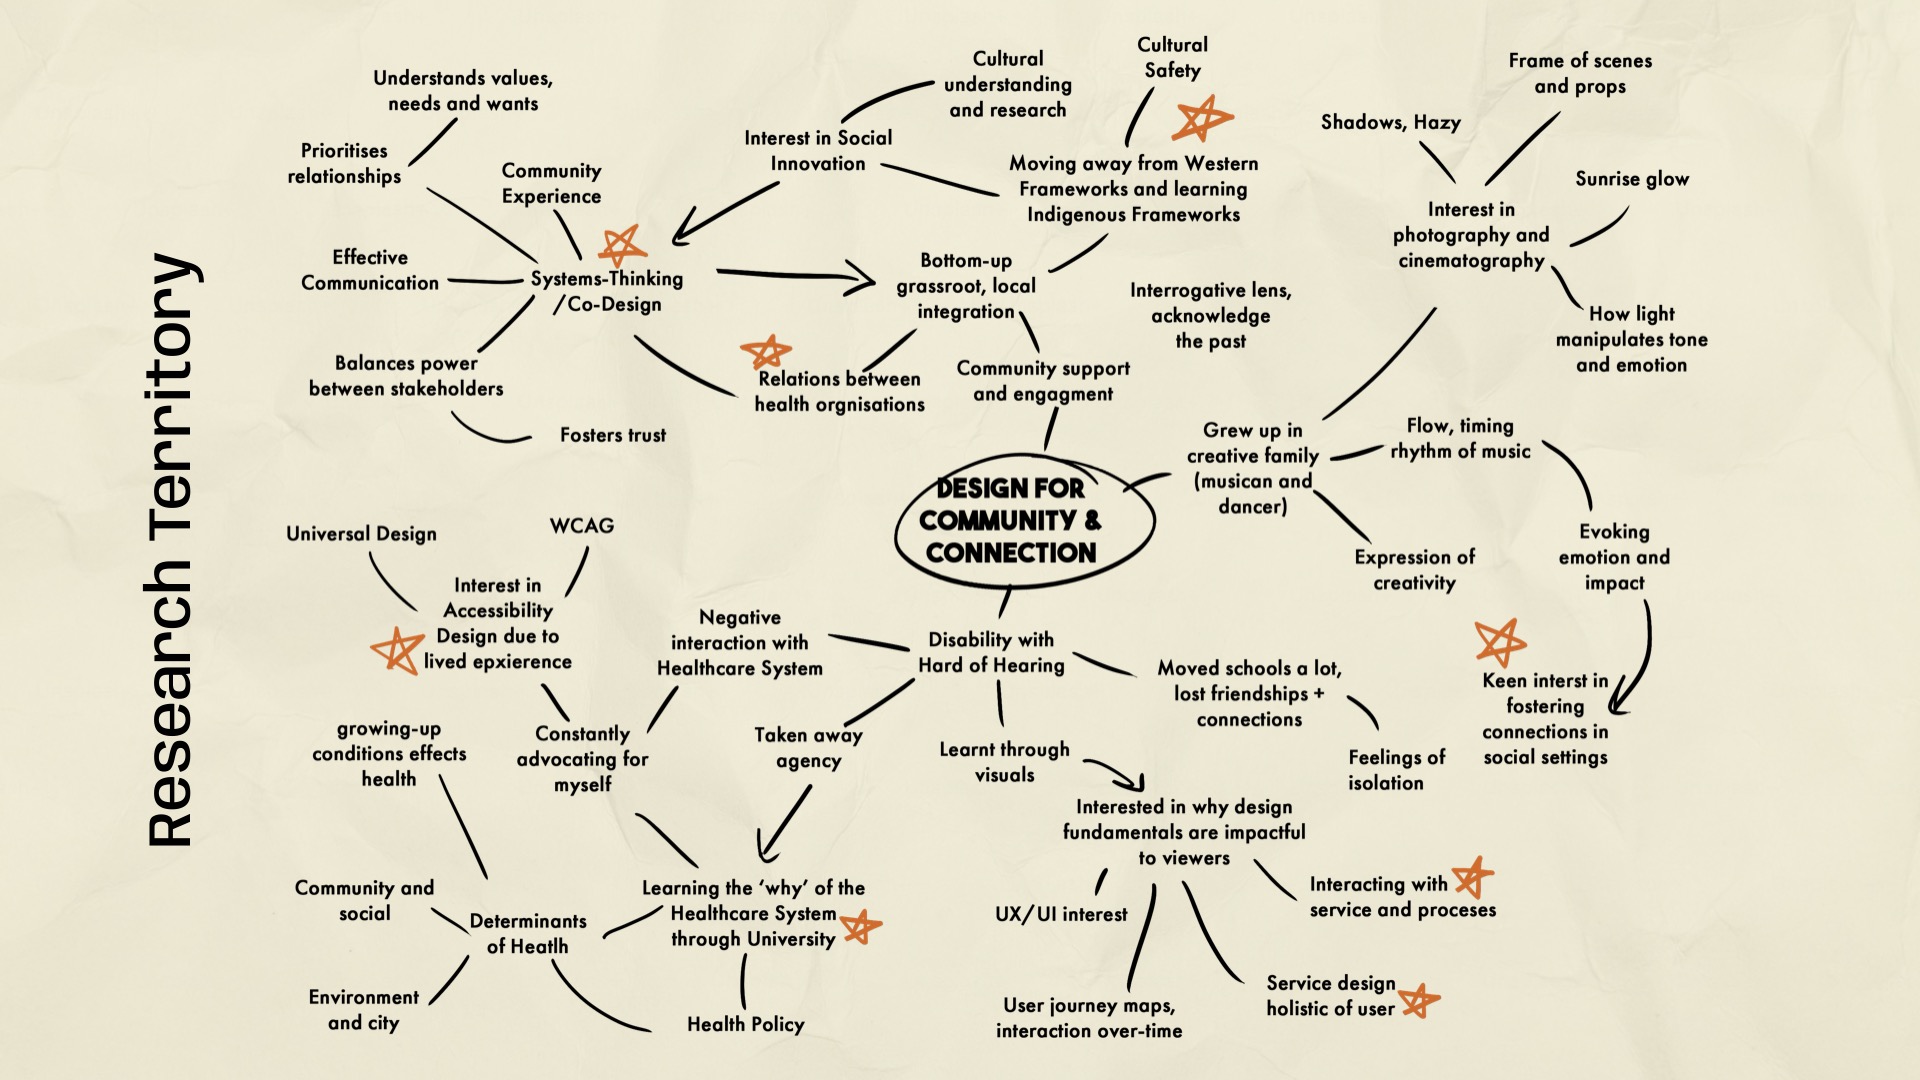 Research Territory
Understands values,
needs and wants
Prioritises
relationships
Community
Experience
Effective
Communication
Systems-Thinking
/Co-Design
Balances power
between stakeholders
Fosters trust
Interest in Social
Innovation
Cultural
understanding
and research
Cultural
Safety
Moving away from Western
Frameworks and learning
Indigenous Frameworks
Bottom-up
grassroot, local
integration
Interrogative lens,
acknowledge
the past
Relations between
health orgnisations
Community support
and engagment
Shadows, Hazy
Frame of scenes
and props
Sunrise glow
Interest in
photography and
cinematography
How light
manipulates tone
and emotion
Grew up in
creative family
(musican and
dancer)
Flow, timing
rhythm of music
Expression of
creativity
Evoking
emotion and
impact
Keen interst in
fostering
connections in
social settings
DESIGN FOR
COMMUNITY &
CONNECTION
Universal Design
WCAG
Interest in
Accessibility
Design due to
lived epxierence
Negative
interaction with
Healthcare System
Disability with
Hard of Hearing
Moved schools a lot,
lost friendships +
connections
Feelings of
isolation
growing-up
conditions effects
health
Constantly
advocating for
myself
Taken away
agency
Learnt through
visuals
Interested in why design
fundamentals are impactful
to viewers
Community and
social
Determinants
of Heatlh
Learning the ‘why’ of the
Healthcare System
through University
UX/UI interest
Interacting with
service and proceses
Environment
and city
Health Policy
User journey maps,
interaction over-time
Service design
holistic of user